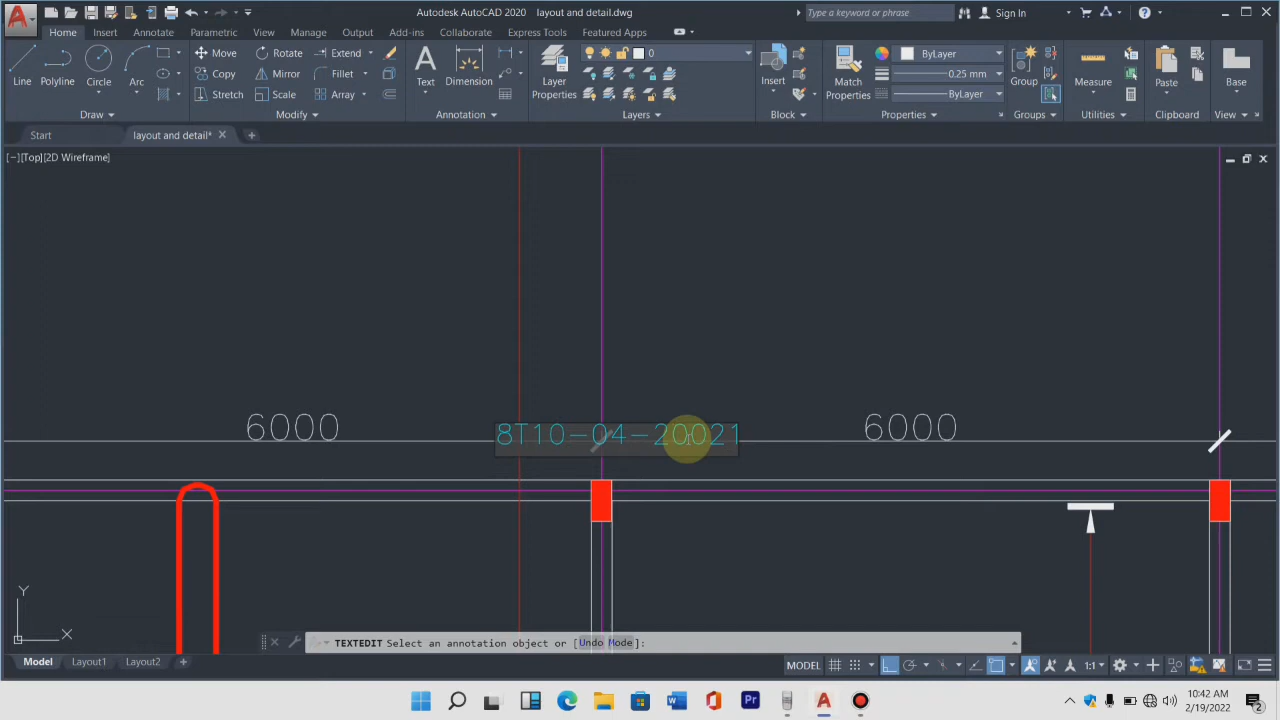 Autodesk AutoCAD 2020 layout and detail.dwg
Type a keyword or phrase
Sign In
Home Insert Annotate Parametric View Manage Output Add-ins Collaborate Express Tools Featured Apps
Line
Polyline
Circle
Arc
Move
Copy
Stretch
Rotate
Mirror
Scale
Extend
Fillet
Array
Text
Dimension
Layer
Properties
0
Insert
Match
Properties
ByLayer
0.25 mm
ByLayer
Group
Measure
Paste
Base
Draw Modify Annotation Layers Block Properties Groups Utilities Clipboard View
Start layout and detail*
[−][Top][2D Wireframe]
6000
8T10-04-20021
6000
Y
X
TEXTEDIT Select an annotation object or [Undo Mode]:
Model Layout1 Layout2
MODEL
1:1
W
Pr
A
10:42 AM
2/19/2022
2